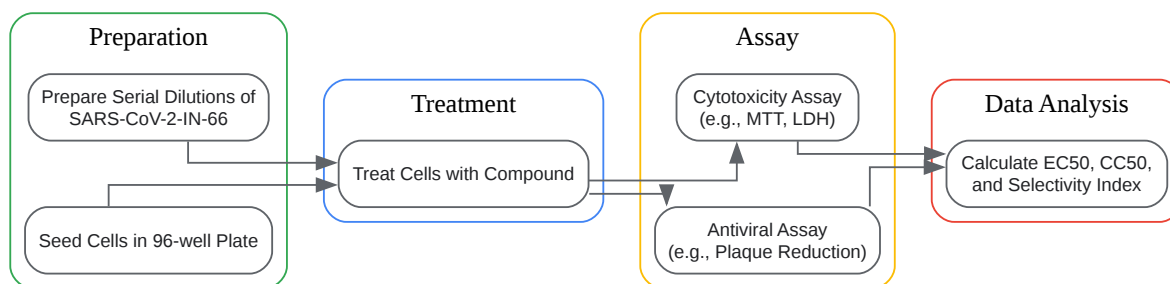 Preparation
Prepare Serial Dilutions of
SARS-CoV-2-IN-66
Seed Cells in 96-well Plate
Treatment
Treat Cells with Compound
Assay
Cytotoxicity Assay
(e.g., MTT, LDH)
Antiviral Assay
(e.g., Plaque Reduction)
Data Analysis
Calculate EC50, CC50,
and Selectivity Index